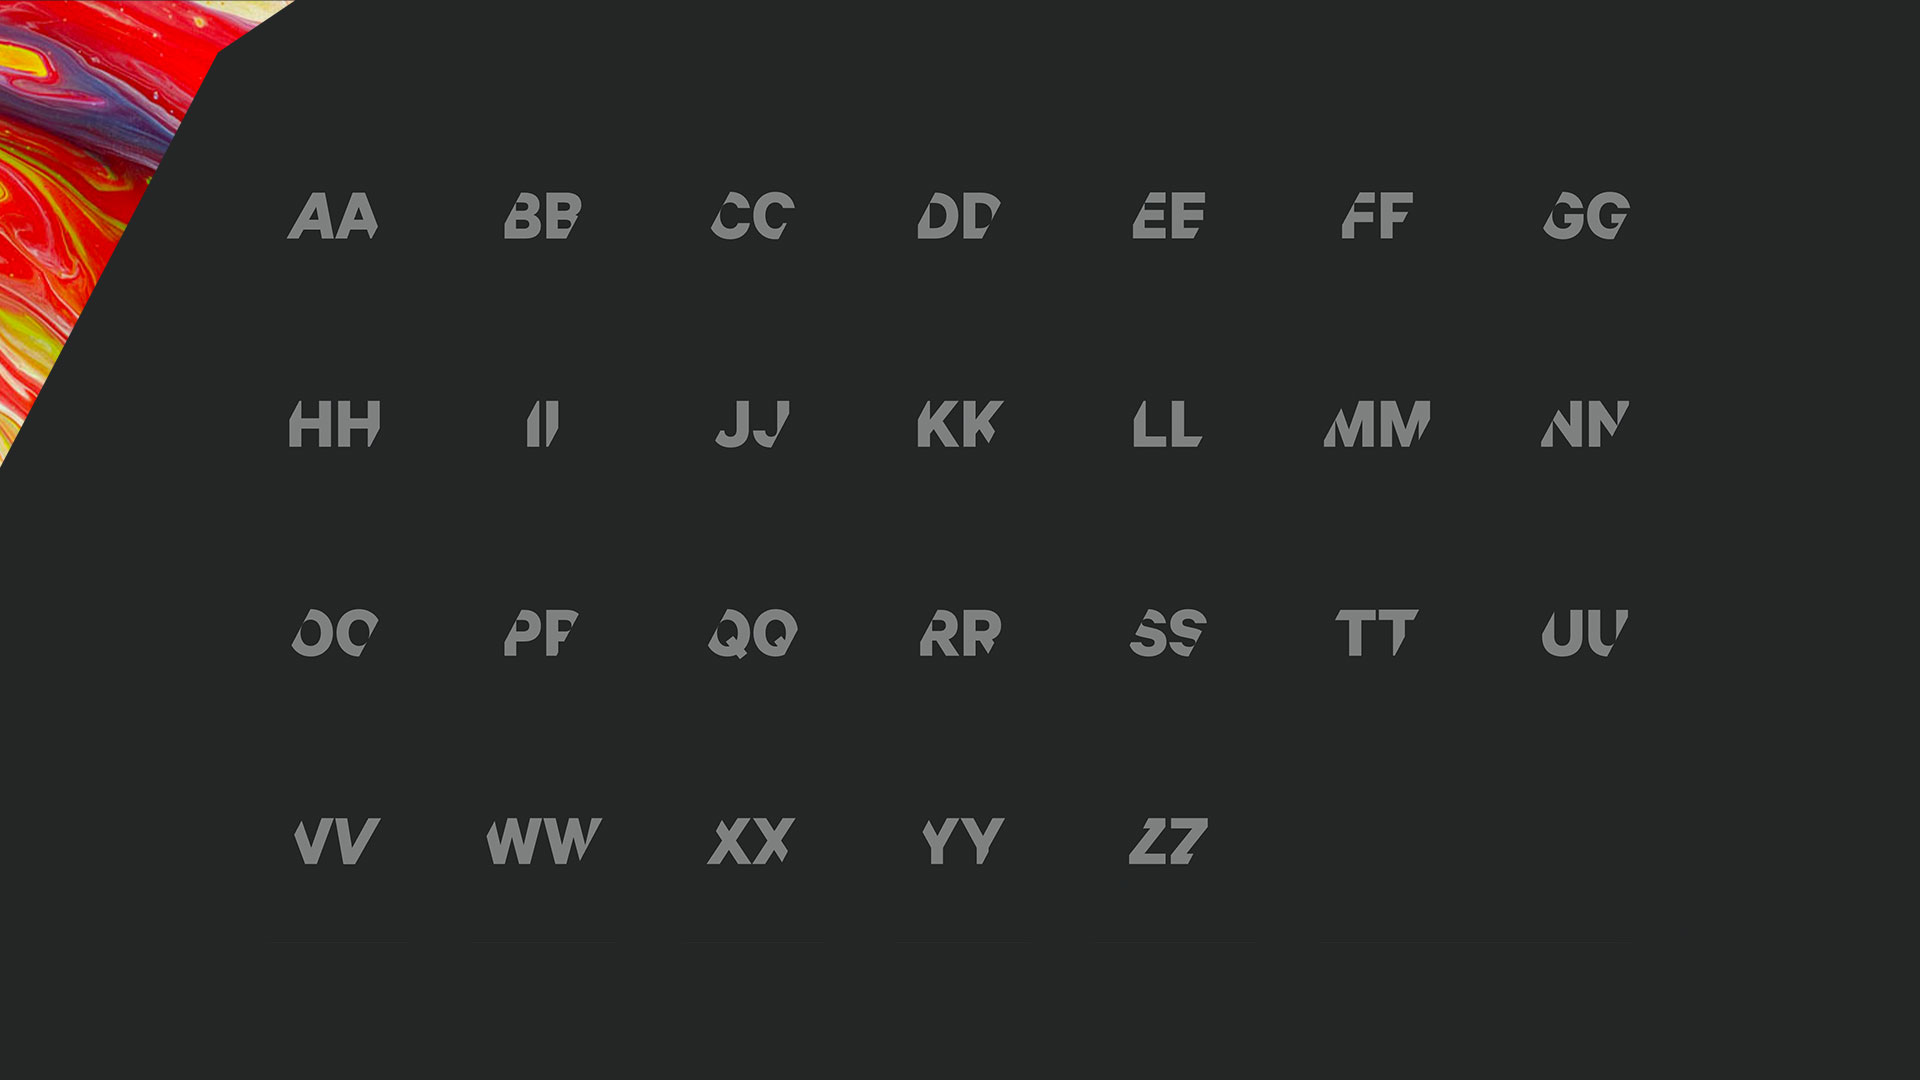 AA BB CC DD EE FF GG
HH II JJ KK LL MM NN
OO PP QQ RR SS TT UU
VV WW XX YY ZZ